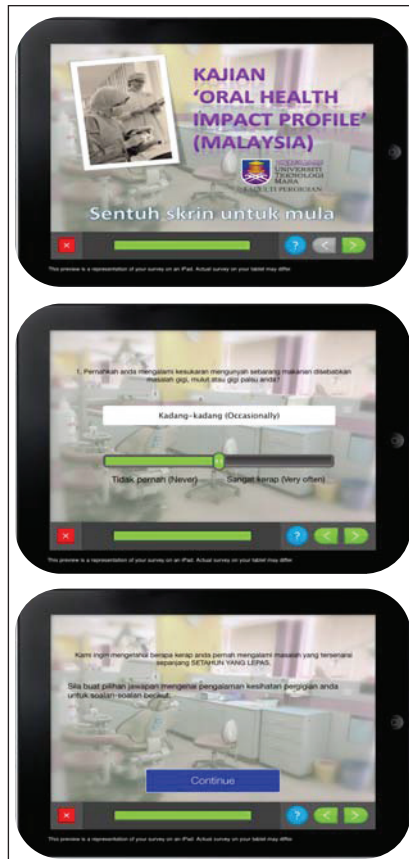 KAJIAN
'ORAL HEALTH
IMPACT PROFILE'
(MALAYSIA)
UNIVERSITI
TEKNOLOGI
MARA
FAKULTI PERGIGIAN
Sentuh skrin untuk mula
?
This preview is a representation of your survey on an iPad. Actual survey on your tablet may differ.
1. Pernahkah anda mengalami kesukaran mengunyah sebarang makanan disebabkan
masalah gigi, mulut atau gigi palsu anda?
Kadang-kadang (Occasionally)
Tidak pernah (Never) Sangat kerap (Very often)
?
This preview is a representation of your survey on an iPad. Actual survey on your tablet may differ.
Kami ingin mengetahui berapa kerap anda pernah mengalami masalah yang tersenarai
sepanjang SETAHUN YANG LEPAS.
Sila buat pilihan jawapan mengenai pengalaman kesihatan pergigian anda
untuk soalan-soalan berikut.
Continue
?
This preview is a representation of your survey on an iPad. Actual survey on your tablet may differ.